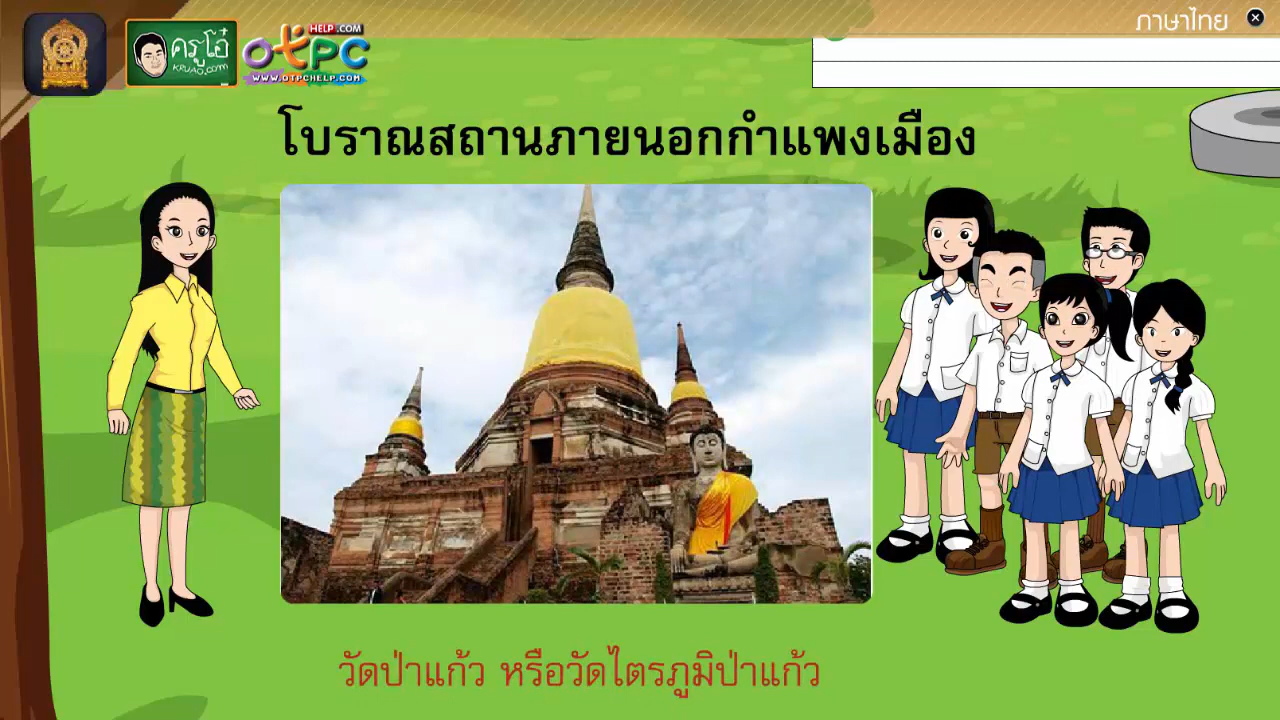 ภาษาไทย
ครูโอ๋
KRUAO.COM
HELP.COM
OTPC
WWW.OTPCHELP.COM
โบราณสถานภายนอกกำแพงเมือง
วัดป่าแก้ว หรือวัดไตรภูมิป่าแก้ว